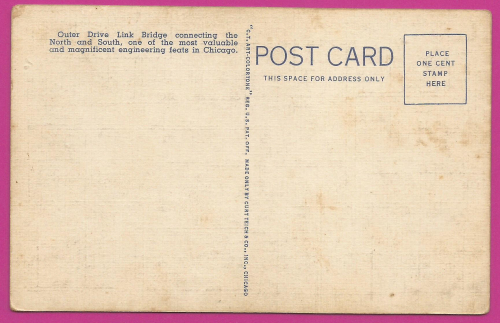 Outer Drive Link Bridge connecting the
North and South, one of the most valuable
and magnificent engineering feats in Chicago.
"C.T. ART-COLORTONE" REG. U.S. PAT. OFF. MADE ONLY BY CURT TEICH & CO., INC., CHICAGO
POST CARD
THIS SPACE FOR ADDRESS ONLY
PLACE
ONE CENT
STAMP
HERE